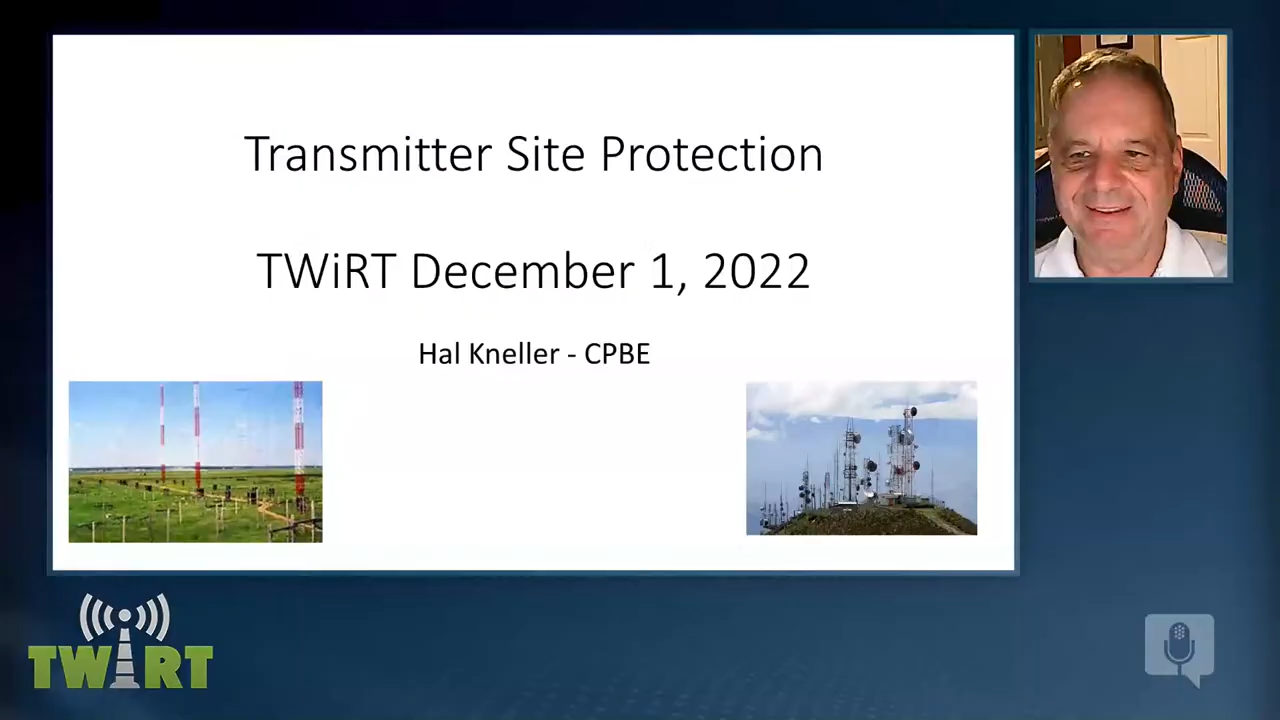 Transmitter Site Protection
TWiRT December 1, 2022
Hal Kneller - CPBE
TWiRT